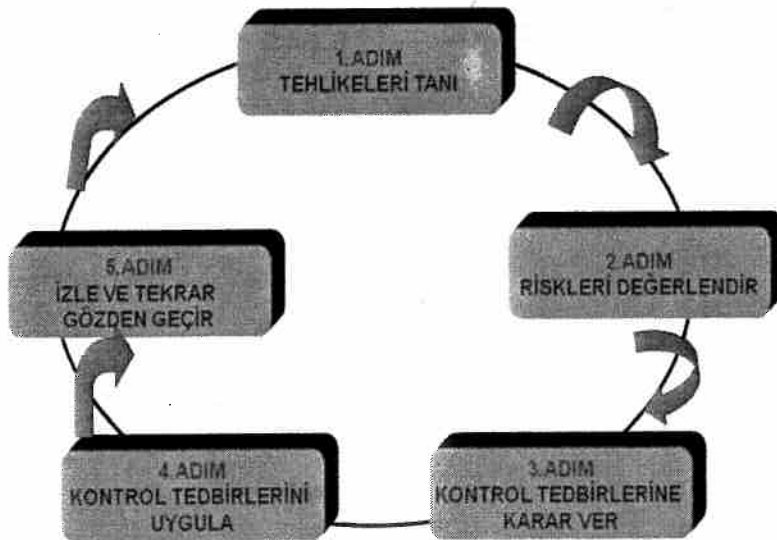 1.ADIM
TEHLİKELERİ TANI
2.ADIM
RİSKLERİ DEĞERLENDİR
3.ADIM
KONTROL TEDBİRLERİNE
KARAR VER
4.ADIM
KONTROL TEDBİRLERİNİ
UYGULA
5.ADIM
İZLE VE TEKRAR
GÖZDEN GEÇİR